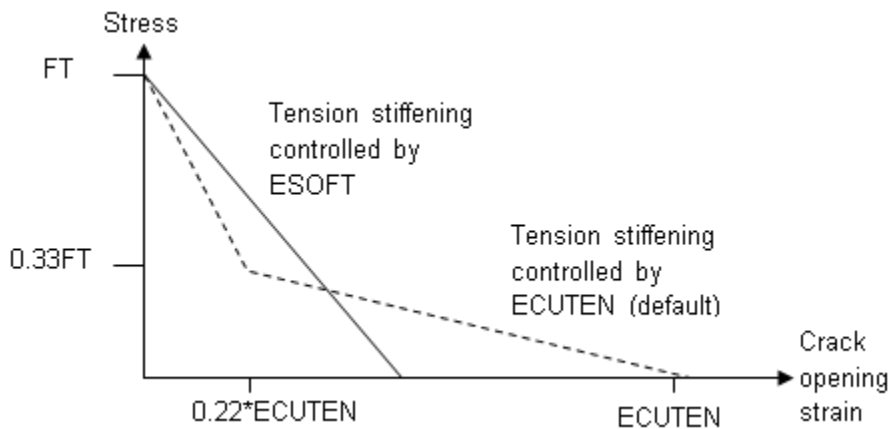 Stress
FT
Tension stiffening
controlled by
ESOFT
0.33FT
Tension stiffening
controlled by
ECUTEN (default)
Crack
opening
strain
0.22*ECUTEN
ECUTEN